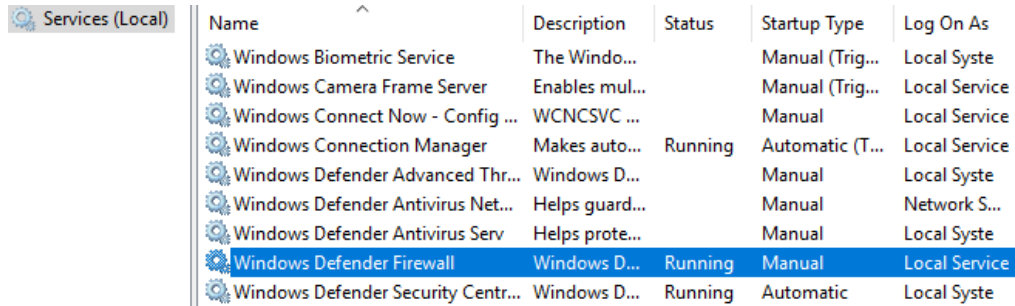 Services (Local)
Name Description Status Startup Type Log On As
Windows Biometric Service The Windo... Manual (Trig... Local Syste
Windows Camera Frame Server Enables mul... Manual (Trig... Local Service
Windows Connect Now - Config ... WCNCSVC ... Manual Local Service
Windows Connection Manager Makes auto... Running Automatic (T... Local Service
Windows Defender Advanced Thr... Windows D... Manual Local Syste
Windows Defender Antivirus Net... Helps guard... Manual Network S...
Windows Defender Antivirus Serv Helps prote... Manual Local Syste
Windows Defender Firewall Windows D... Running Manual Local Service
Windows Defender Security Centr... Windows D... Running Automatic Local Syste